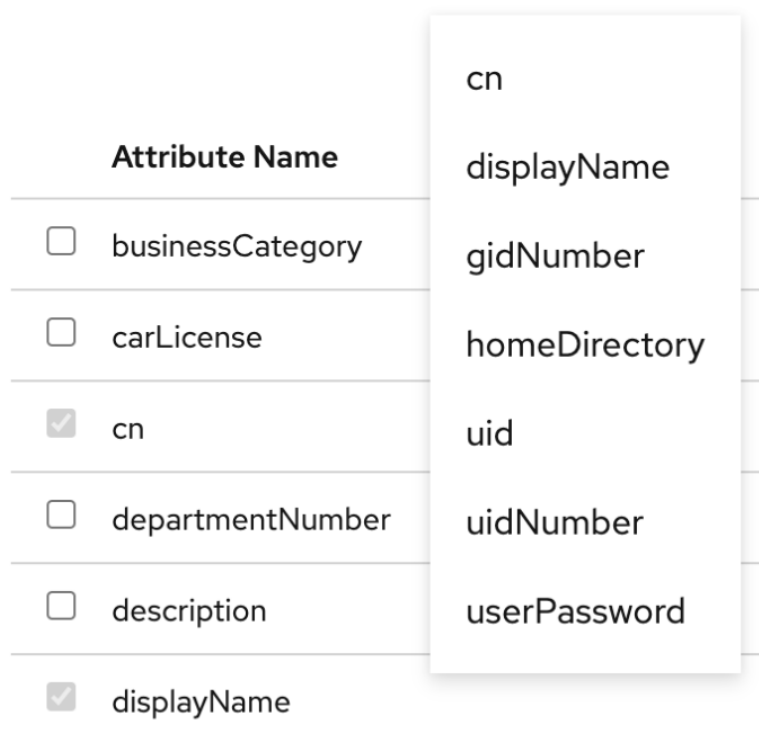 Attribute Name
businessCategory
carLicense
cn
departmentNumber
description
displayName
cn
displayName
gidNumber
homeDirectory
uid
uidNumber
userPassword